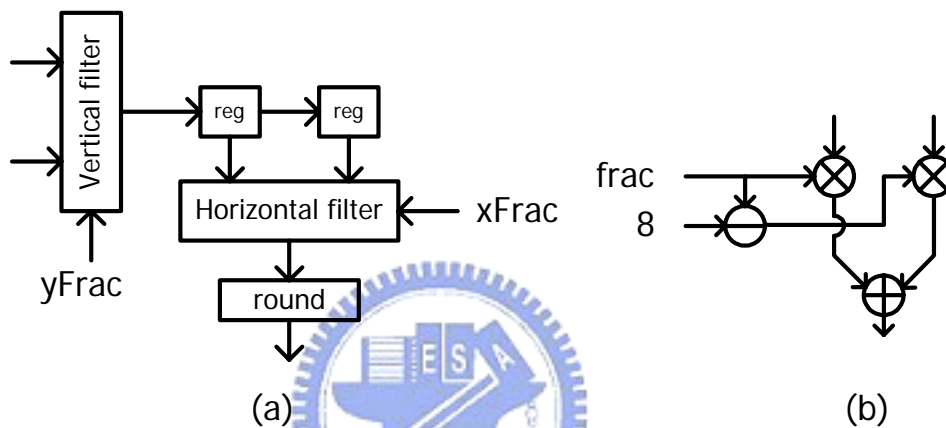 Vertical filter
reg
reg
Horizontal filter
xFrac
yFrac
round
frac
8
E S A
(a)
(b)